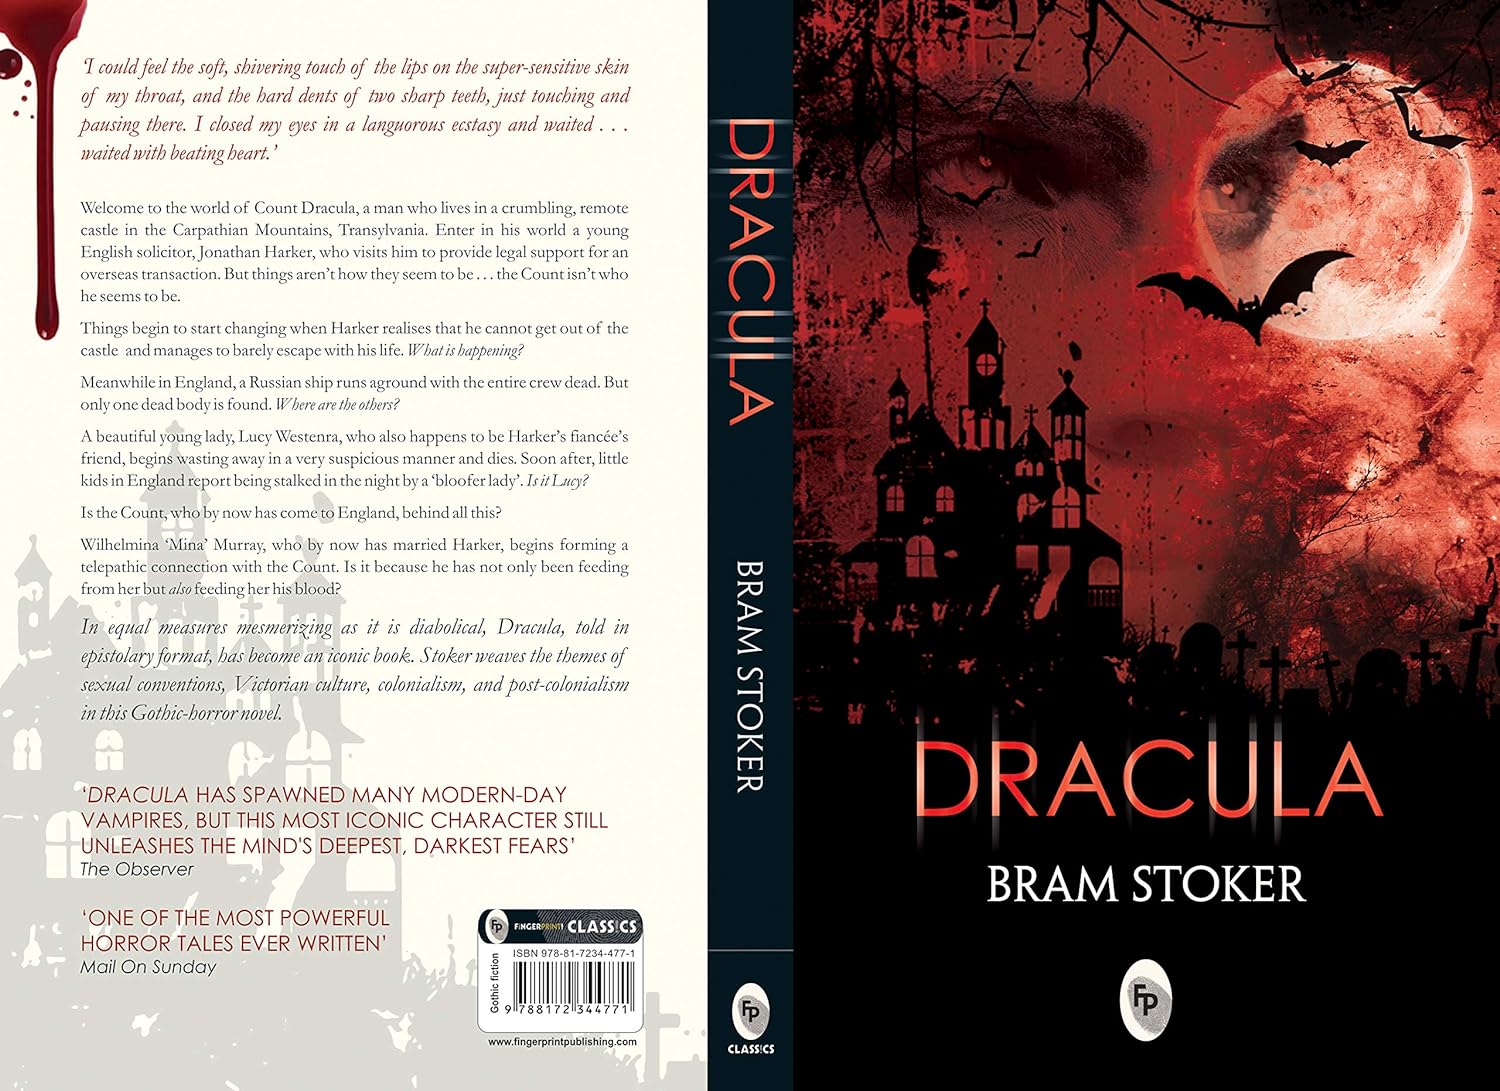 ‘I could feel the soft, shivering touch of the lips on the super-sensitive skin
of my throat, and the hard dents of two sharp teeth, just touching and
pausing there. I closed my eyes in a languorous ecstasy and waited . . .
waited with beating heart.’
Welcome to the world of Count Dracula, a man who lives in a crumbling, remote
castle in the Carpathian Mountains, Transylvania. Enter in his world a young
English solicitor, Jonathan Harker, who visits him to provide legal support for an
overseas transaction. But things aren’t how they seem to be . . . the Count isn’t who
he seems to be.
Things begin to start changing when Harker realises that he cannot get out of the
castle and manages to barely escape with his life. What is happening?
Meanwhile in England, a Russian ship runs aground with the entire crew dead. But
only one dead body is found. Where are the others?
A beautiful young lady, Lucy Westenra, who also happens to be Harker’s fiancée’s
friend, begins wasting away in a very suspicious manner and dies. Soon after, little
kids in England report being stalked in the night by a ‘bloofer lady’. Is it Lucy?
Is the Count, who by now has come to England, behind all this?
Wilhelmina ‘Mina’ Murray, who by now has married Harker, begins forming a
telepathic connection with the Count. Is it because he has not only been feeding
from her but also feeding her his blood?
In equal measures mesmerizing as it is diabolical, Dracula, told in
epistolary format, has become an iconic book. Stoker weaves the themes of
sexual conventions, Victorian culture, colonialism, and post-colonialism
in this Gothic-horror novel.
‘DRACULA HAS SPAWNED MANY MODERN-DAY
VAMPIRES, BUT THIS MOST ICONIC CHARACTER STILL
UNLEASHES THE MIND'S DEEPEST, DARKEST FEARS’
The Observer
‘ONE OF THE MOST POWERFUL
HORROR TALES EVER WRITTEN’
Mail On Sunday
FP FINGERPRINT! CLASSICS
ISBN 978-81-7234-477-1
Gothic fiction
9 788172 344771
www.fingerprintpublishing.com
DRACULA
BRAM STOKER
FP
CLASSICS
DRACULA
BRAM STOKER
FP